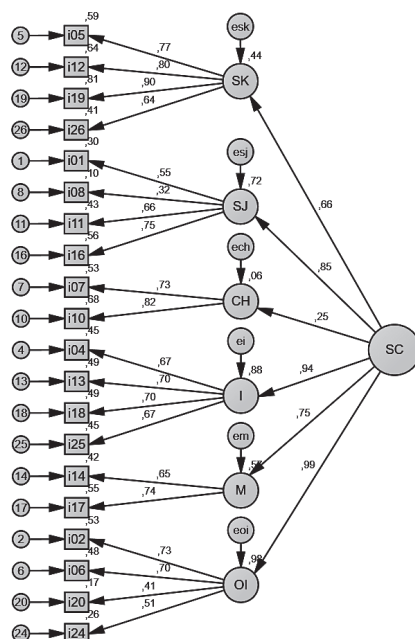 ,59
5 i05
,64
12 i12
,81
19 i19
,41
26 i26
,77
,80
,90
,64
esk
,44
SK
,30
1 i01
,10
8 i08
,43
11 i11
,56
16 i16
,55
,32
,66
,75
esj
,72
SJ
,53
7 i07
,68
10 i10
,73
,82
ech
,06
CH
,45
4 i04
,49
13 i13
,49
18 i18
,45
25 i25
,67
,70
,70
,67
ei
,88
I
,42
14 i14
,55
17 i17
,65
,74
em
M
,53
2 i02
,48
6 i06
,17
20 i20
,26
24 i24
,73
,70
,41
,51
eoi
,98
OI
,66
,85
,25
,94
,75
,99
SC